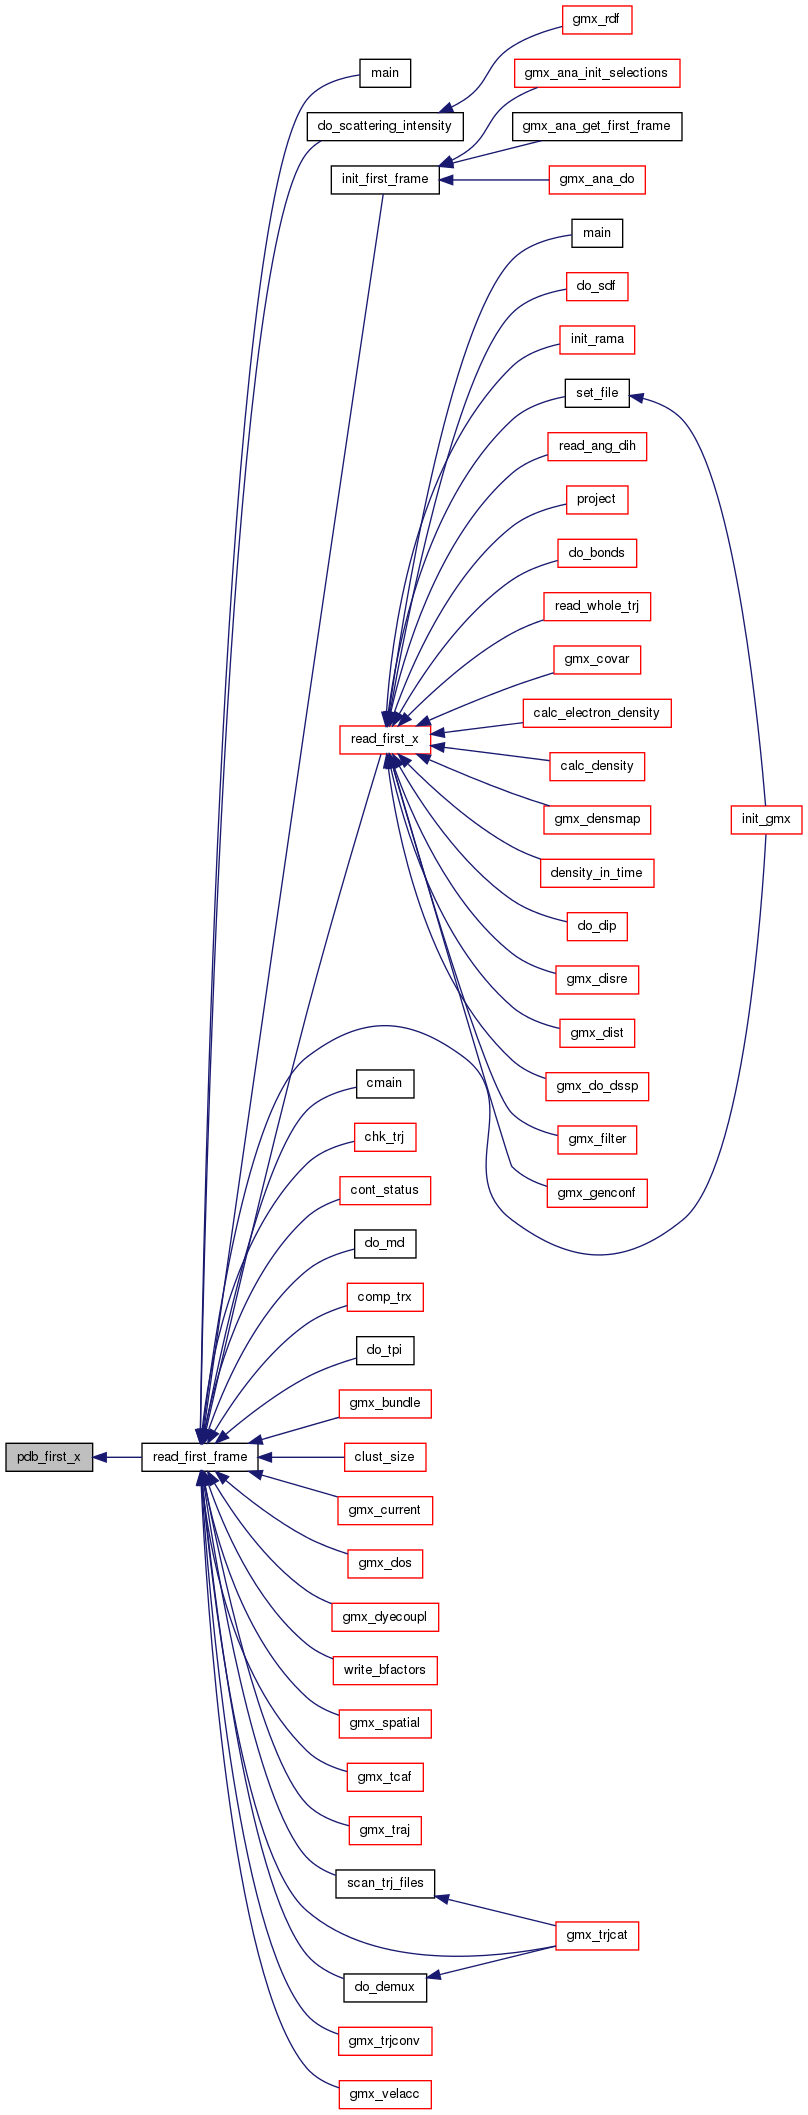 gmx_rdf
main
gmx_ana_init_selections
do_scattering_intensity
gmx_ana_get_first_frame
init_first_frame
gmx_ana_do
main
do_sdf
init_rama
set_file
read_ang_dih
project
do_bonds
read_whole_trj
gmx_covar
calc_electron_density
read_first_x
calc_density
gmx_densmap
init_gmx
density_in_time
do_dip
gmx_disre
gmx_dist
cmain
gmx_do_dssp
chk_trj
gmx_filter
cont_status
gmx_genconf
do_md
comp_trx
do_tpi
gmx_bundle
pdb_first_x
read_first_frame
clust_size
gmx_current
gmx_dos
gmx_dyecoupl
write_bfactors
gmx_spatial
gmx_tcaf
gmx_traj
scan_trj_files
gmx_trjcat
do_demux
gmx_trjconv
gmx_velacc